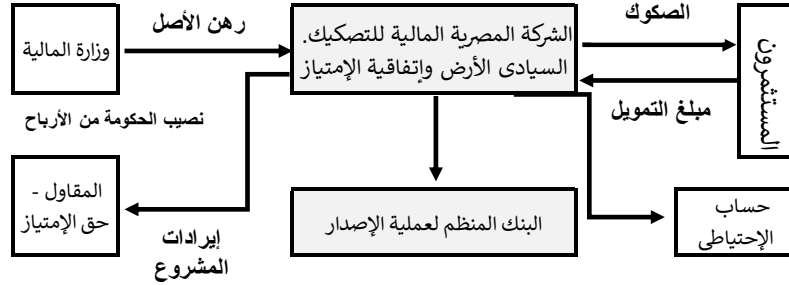 الصكوك
رهن الأصل
وزارة المالية
الشركة المصرية المالية للتصكيك.
السيادى الأرض وإتفاقية الإمتياز
المستثمرون
مبلغ التمويل
نصيب الحكومة من الأرباح
المقاول -
حق الإمتياز
إيرادات
المشروع
البنك المنظم لعملية الإصدار
حساب
الإحتياطى